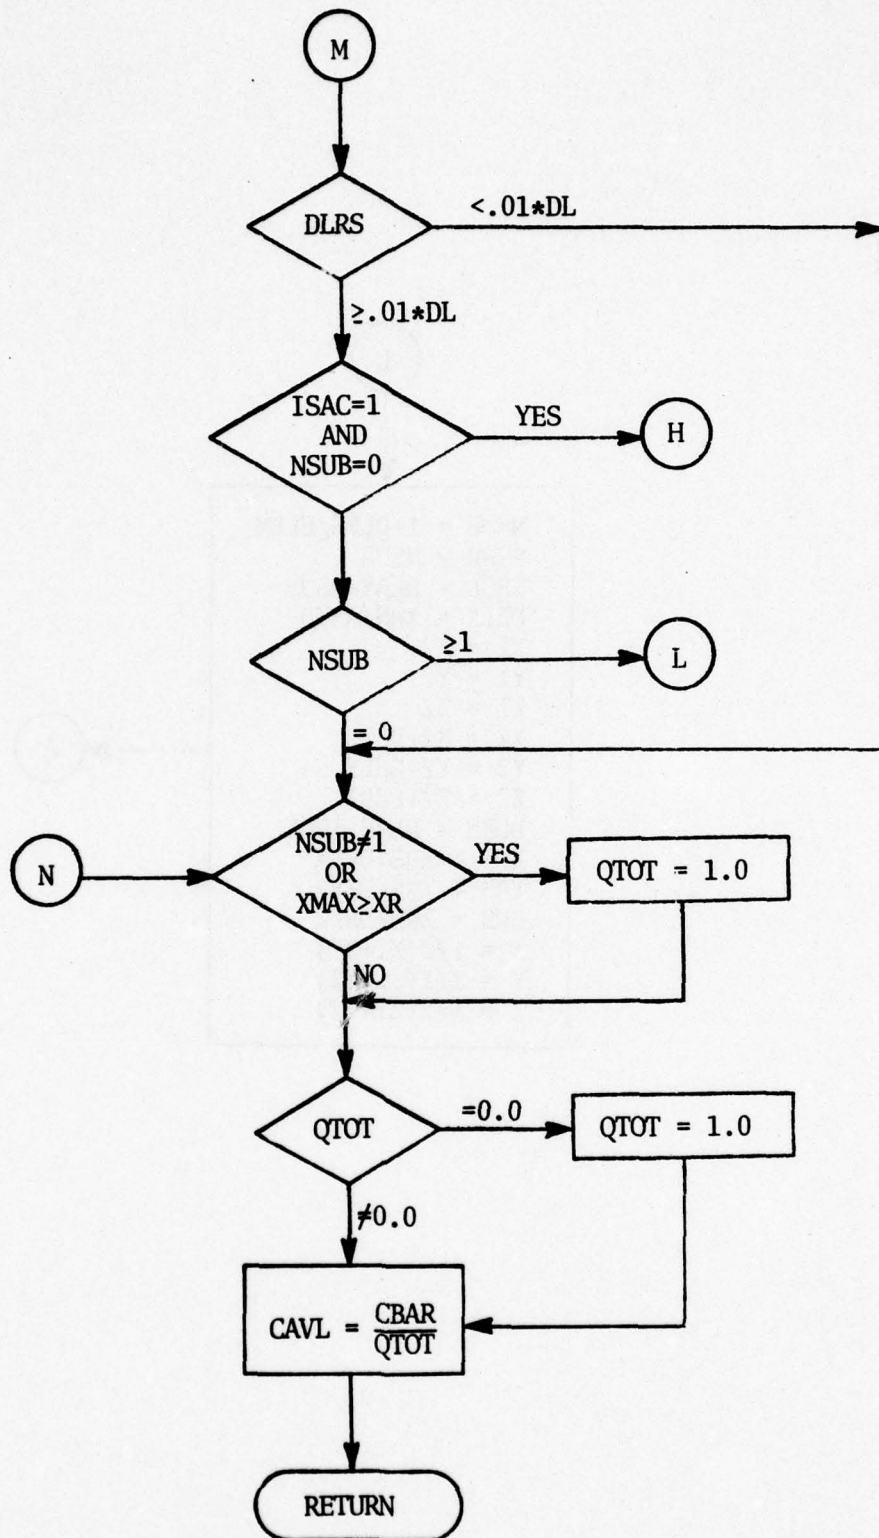 M
DLRS
<.01*DL
≥.01*DL
ISAC=1
AND
NSUB=0
YES
H
NSUB
≥1
L
= 0
N
NSUB≠1
OR
XMAX≥XR
YES
QTOT = 1.0
NO
QTOT
=0.0
QTOT = 1.0
≠0.0
CAVL = CBAR
QTOT
RETURN